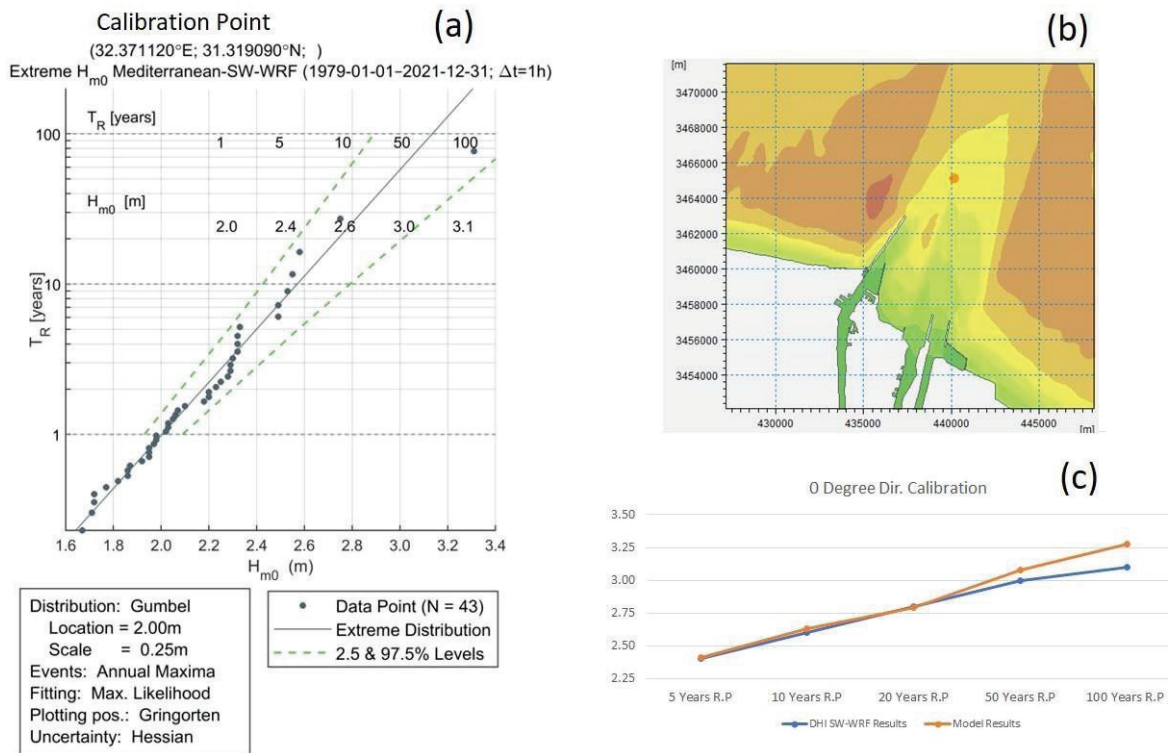 Calibration Point
(a)
(32.371120°E; 31.319090°N; )
Extreme Hm0 Mediterranean-SW-WRF (1979-01-01–2021-12-31; Δt=1h)
TR [years]
1 5 10 50 100
Hm0 [m]
2.0 2.4 2.6 3.0 3.1
100
10
1
TR [years]
1.6 1.8 2.0 2.2 2.4 2.6 2.8 3.0 3.2 3.4
Hm0 (m)
Distribution: Gumbel
Location = 2.00m
Scale = 0.25m
Events: Annual Maxima
Fitting: Max. Likelihood
Plotting pos.: Gringorten
Uncertainty: Hessian
Data Point (N = 43)
Extreme Distribution
2.5 & 97.5% Levels
(b)
[m]
3470000
3468000
3466000
3464000
3462000
3460000
3458000
3456000
3454000
430000 435000 440000 445000 [m]
0 Degree Dir. Calibration
(c)
3.50
3.25
3.00
2.75
2.50
2.25
5 Years R.P 10 Years R.P 20 Years R.P 50 Years R.P 100 Years R.P
DHI SW-WRF Results Model Results